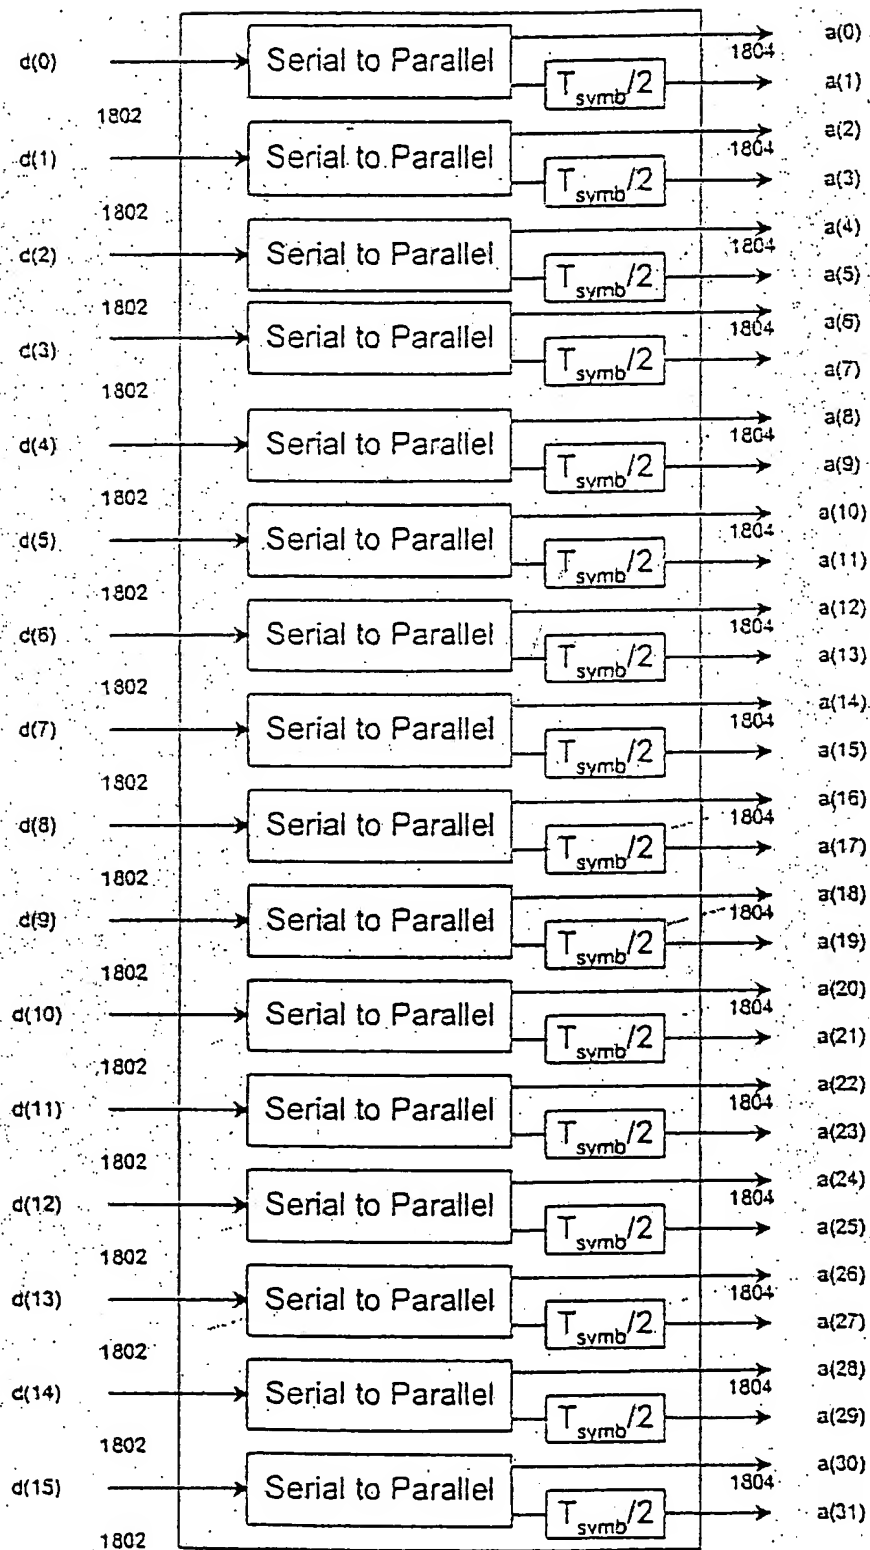 a(0)
d(0) Serial to Parallel 1804
T_symb/2 a(1)
1802
a(2)
d(1) Serial to Parallel 1804
T_symb/2 a(3)
1802
a(4)
d(2) Serial to Parallel 1804
T_symb/2 a(5)
1802
a(6)
d(3) Serial to Parallel 1804
T_symb/2 a(7)
1802
a(8)
d(4) Serial to Parallel 1804
T_symb/2 a(9)
1802
a(10)
d(5) Serial to Parallel 1804
T_symb/2 a(11)
1802
a(12)
d(6) Serial to Parallel 1804
T_symb/2 a(13)
1802
a(14)
d(7) Serial to Parallel 1804
T_symb/2 a(15)
1802
a(16)
d(8) Serial to Parallel 1804
T_symb/2 a(17)
1802
a(18)
d(9) Serial to Parallel 1804
T_symb/2 a(19)
1802
a(20)
d(10) Serial to Parallel 1804
T_symb/2 a(21)
1802
a(22)
d(11) Serial to Parallel 1804
T_symb/2 a(23)
1802
a(24)
d(12) Serial to Parallel 1804
T_symb/2 a(25)
1802
a(26)
d(13) Serial to Parallel 1804
T_symb/2 a(27)
1802
a(28)
d(14) Serial to Parallel 1804
T_symb/2 a(29)
1802
a(30)
d(15) Serial to Parallel 1804
T_symb/2 a(31)
1802